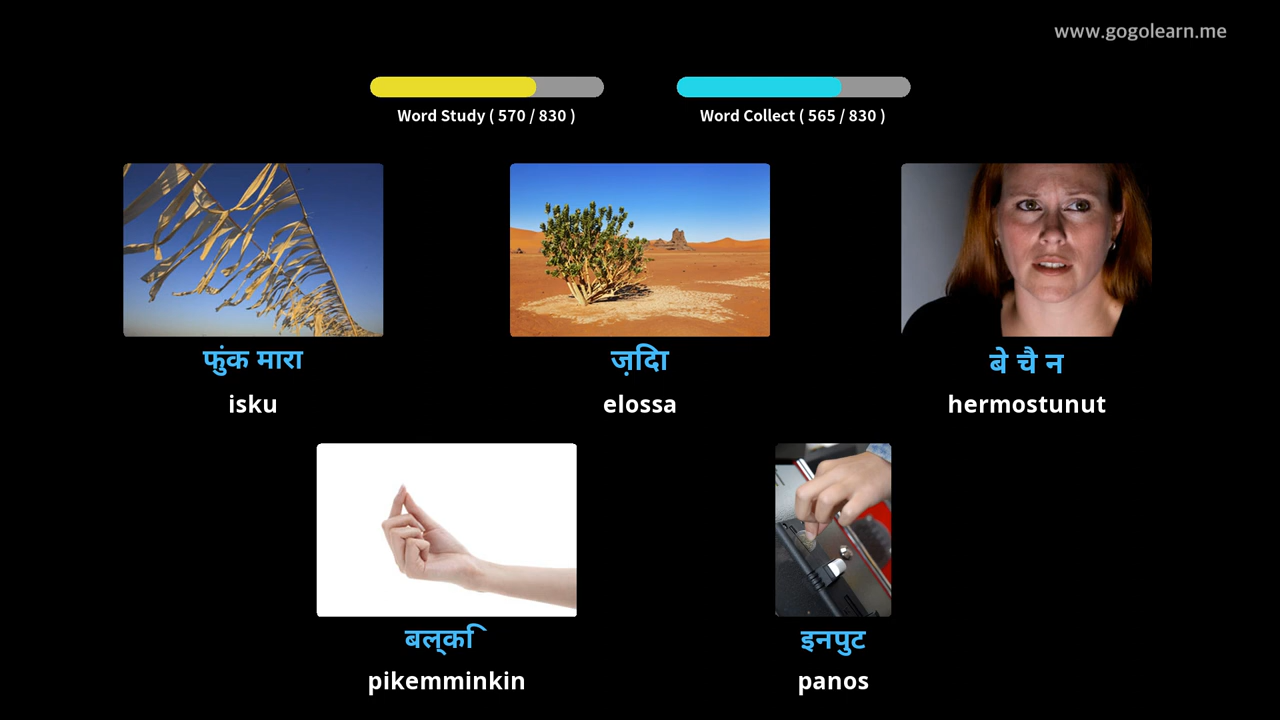 www.gogolearn.me
Word Study ( 570 / 830 )
Word Collect ( 565 / 830 )
फुंक मारा
isku
ज़िदा
elossa
बे चै न
hermostunut
बल्कि
pikemminkin
इनपुट
panos